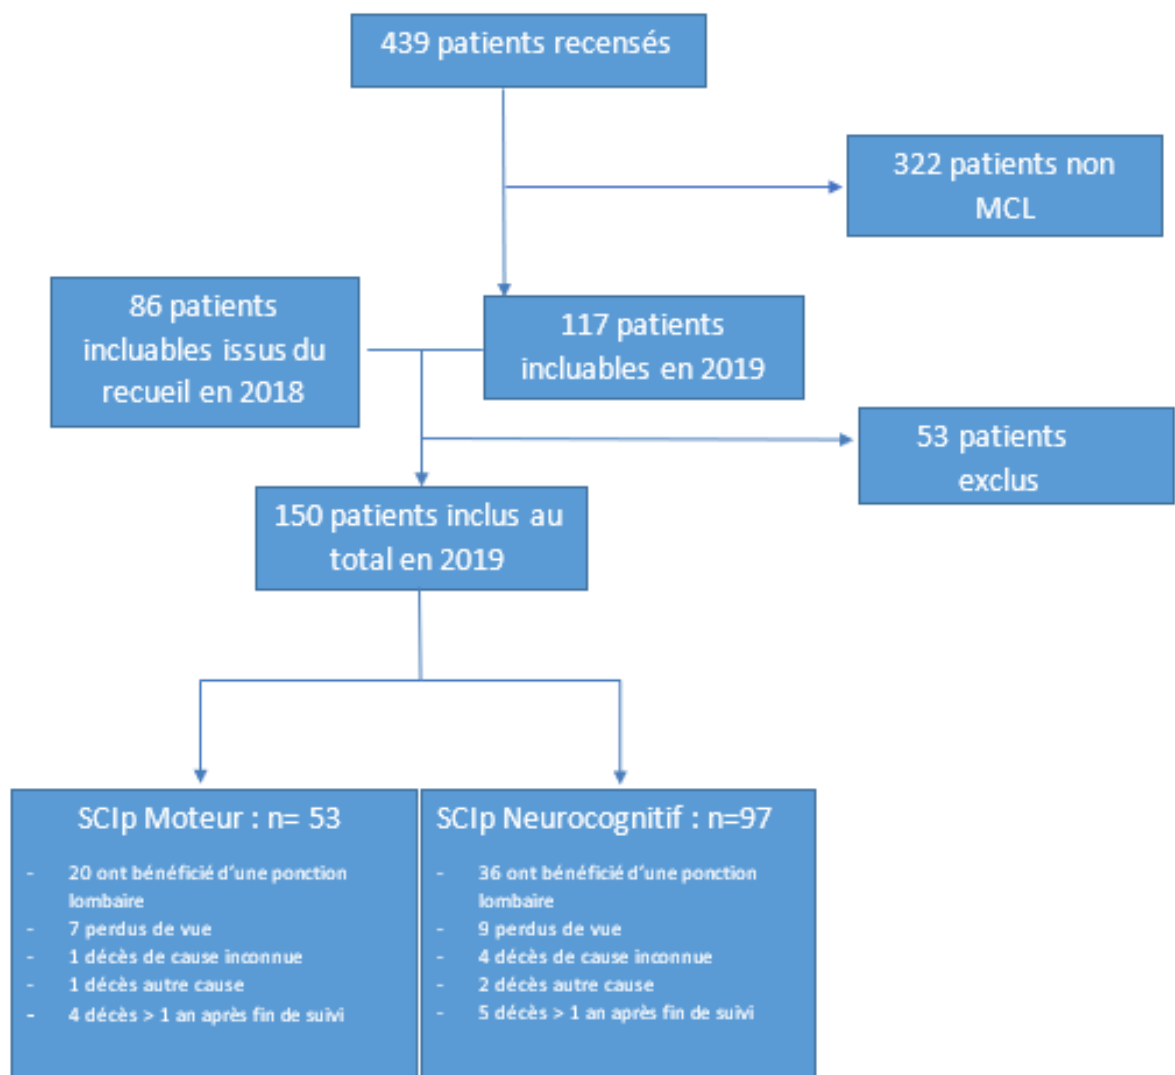 439 patients recensés
322 patients non
MCL
86 patients
incluables issus du
recueil en 2018
117 patients
incluables en 2019
53 patients
exclus
150 patients inclus au
total en 2019
SCIp Moteur : n= 53
- 20 ont bénéficié d'une ponction
lombaire
- 7 perdus de vue
- 1 décès de cause inconnue
- 1 décès autre cause
- 4 décès > 1 an après fin de suivi
SCIp Neurocognitif : n=97
- 36 ont bénéficié d'une ponction
lombaire
- 9 perdus de vue
- 4 décès de cause inconnue
- 2 décès autre cause
- 5 décès > 1 an après fin de suivi